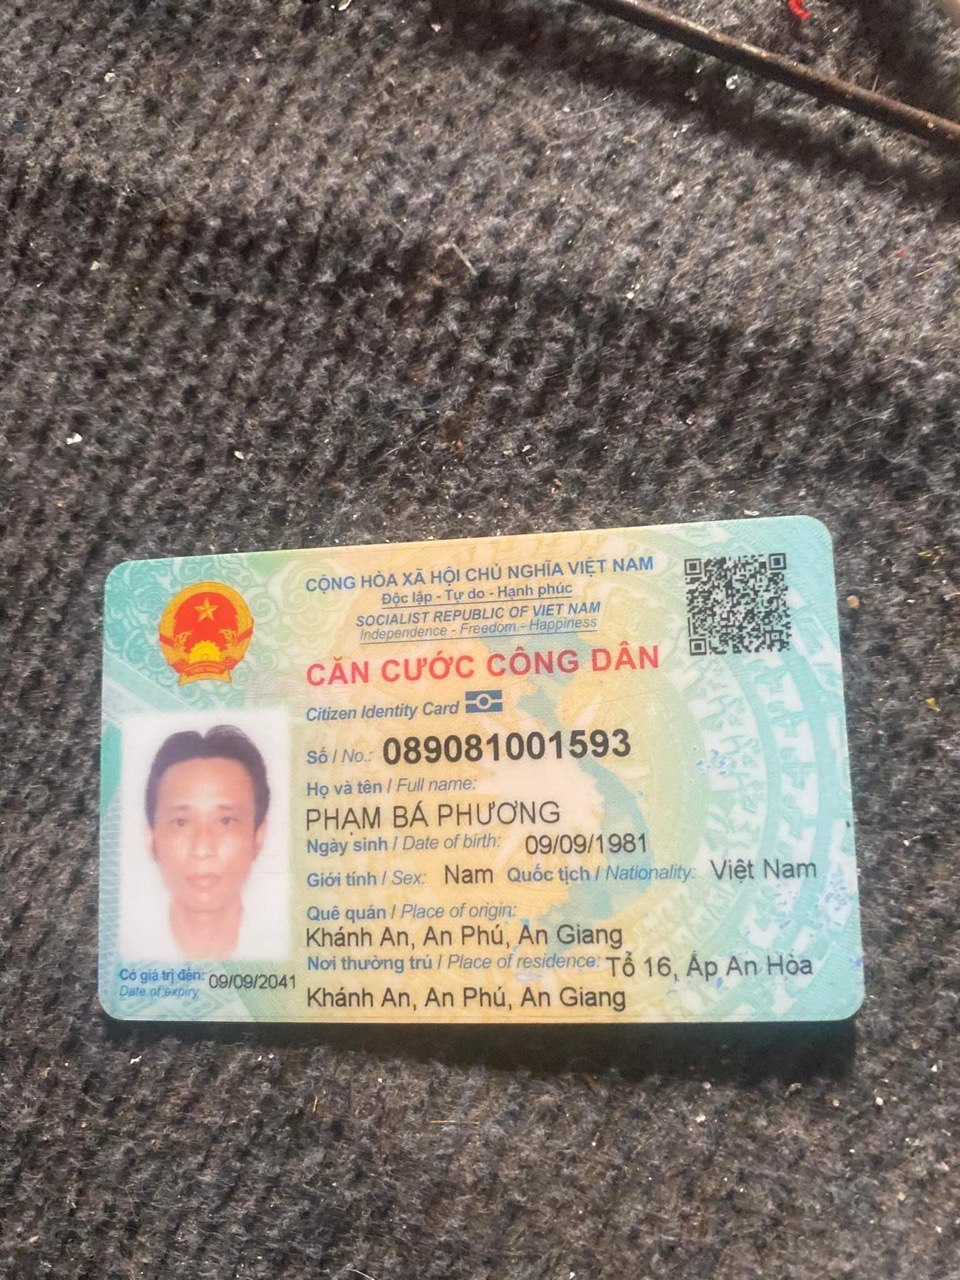 CỘNG HÒA XÃ HỘI CHỦ NGHĨA VIỆT NAM
Độc lập - Tự do - Hạnh phúc
SOCIALIST REPUBLIC OF VIET NAM
Independence - Freedom - Happiness
CĂN CƯỚC CÔNG DÂN
Citizen Identity Card
Số / No.: 089081001593
Họ và tên / Full name:
PHẠM BÁ PHƯƠNG
Ngày sinh / Date of birth: 09/09/1981
Giới tính / Sex: Nam Quốc tịch / Nationality: Việt Nam
Quê quán / Place of origin:
Khánh An, An Phú, An Giang
Nơi thường trú / Place of residence: Tổ 16, Ấp An Hòa
Khánh An, An Phú, An Giang
Có giá trị đến: 09/09/2041
Date of expiry